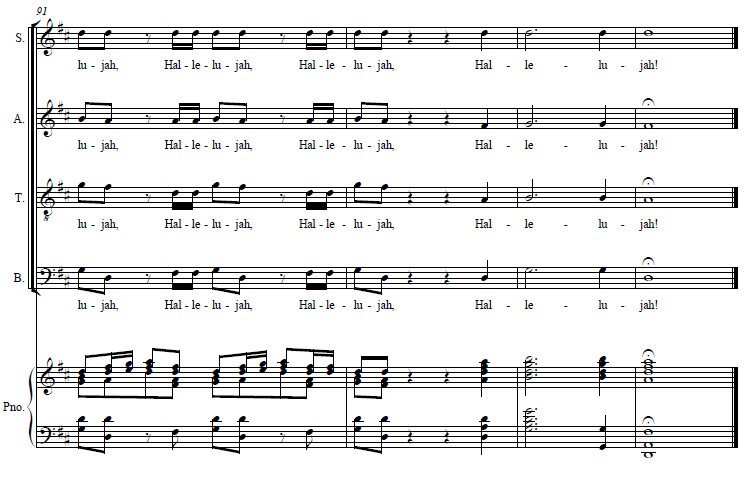 91
S.
lu - jah, Hal - le - lu - jah, Hal - le - lu - jah, Hal - le - lu - jah!
A.
lu - jah, Hal - le - lu - jah, Hal - le - lu - jah, Hal - le - lu - jah!
T.
8
lu - jah, Hal - le - lu - jah, Hal - le - lu - jah, Hal - le - lu - jah!
B.
lu - jah, Hal - le - lu - jah, Hal - le - lu - jah, Hal - le - lu - jah!
Pno.